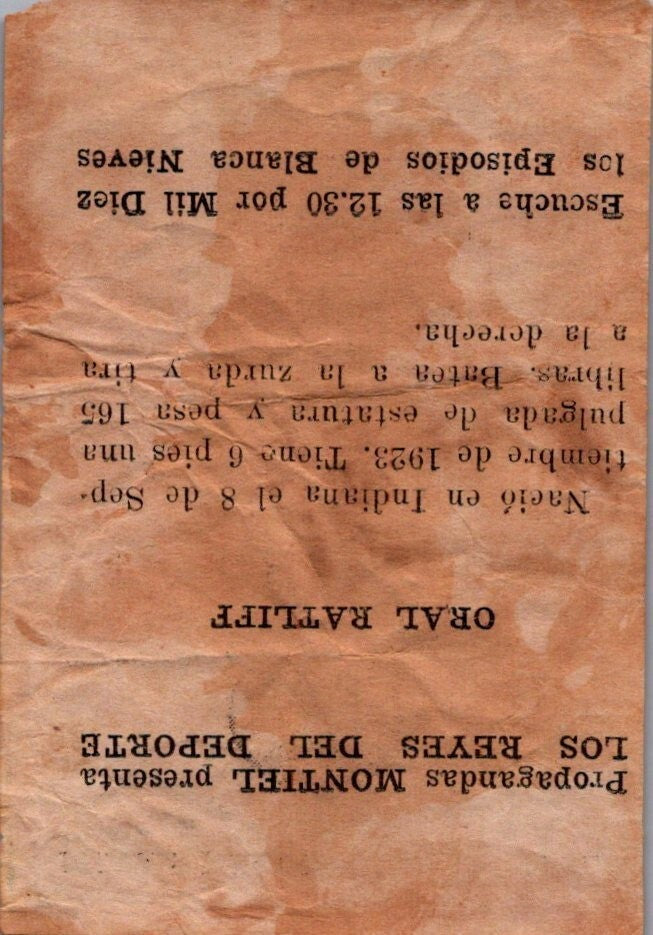 Propagandas MONTIEL presenta
LOS REYES DEL DEPORTE
ORAL RATLIFF
Nació en Indiana el 8 de Sep-
tiembre de 1923. Tiene 6 pies una
pulgada de estatura y pesa 165
libras. Batea a la zurda y tira
a la derecha.
Escuche a las 12.30 por Mil Diez
los Episodios de Blanca Nieves